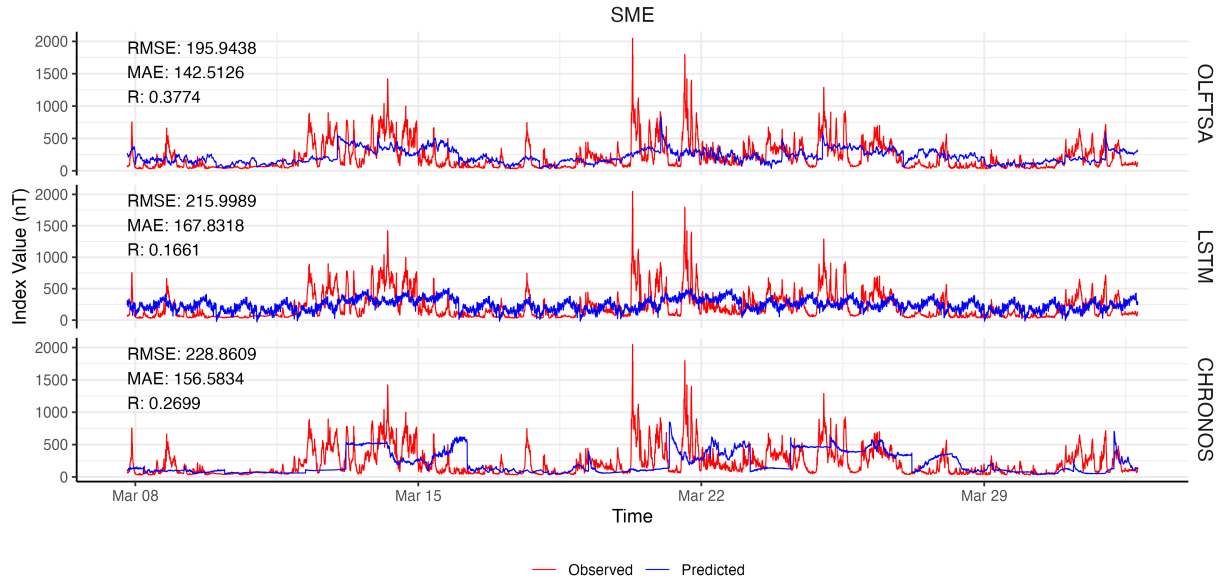 SME
2000
1500
1000
500
0
RMSE: 195.9438
MAE: 142.5126
R: 0.3774
OLFTSA
2000
1500
1000
500
0
RMSE: 215.9989
MAE: 167.8318
R: 0.1661
LSTM
Index Value (nT)
2000
1500
1000
500
0
RMSE: 228.8609
MAE: 156.5834
R: 0.2699
CHRONOS
Mar 08 Mar 15 Mar 22 Mar 29
Time
Observed Predicted